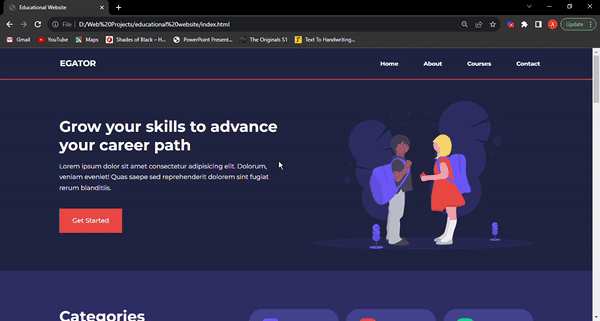 Educational Website
File
D:/Web%20Projects/educational%20website/index.html
Update
Gmail
YouTube
Maps
Shades of Black – H...
PowerPoint Present...
The Originals S1
Text To Handwriting...
EGATOR
Home
About
Courses
Contact
Grow your skills to advance
your career path
Lorem ipsum dolor sit amet consectetur adipisicing elit. Dolorum,
veniam eveniet! Quas saepe sed reprehenderit dolorem sint fugiat
rerum blanditiis.
Get Started
Categories